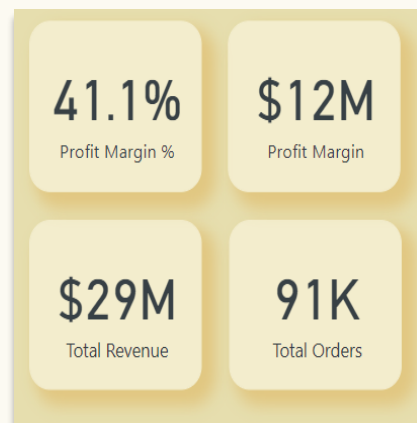 41.1%
Profit Margin %
$12M
Profit Margin
$29M
Total Revenue
91K
Total Orders